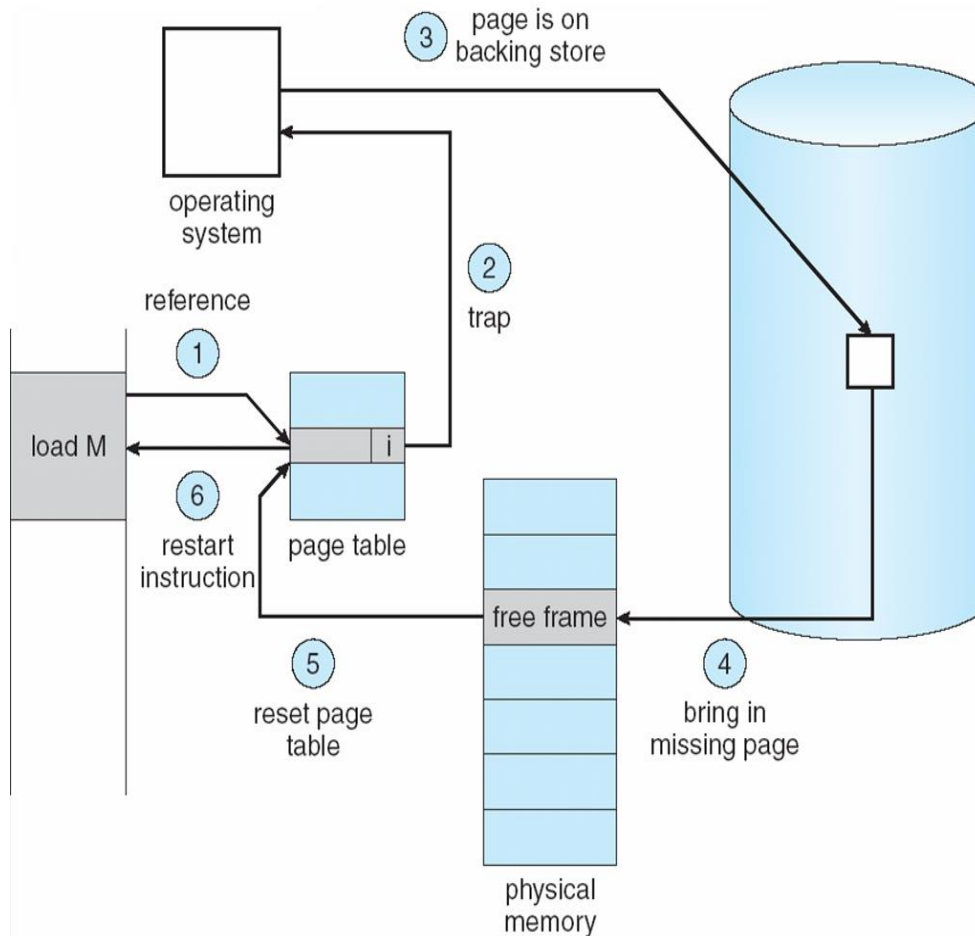 3
page is on
backing store
operating
system
2
trap
reference
1
load M
i
6
restart
instruction
page table
free frame
5
reset page
table
4
bring in
missing page
physical
memory